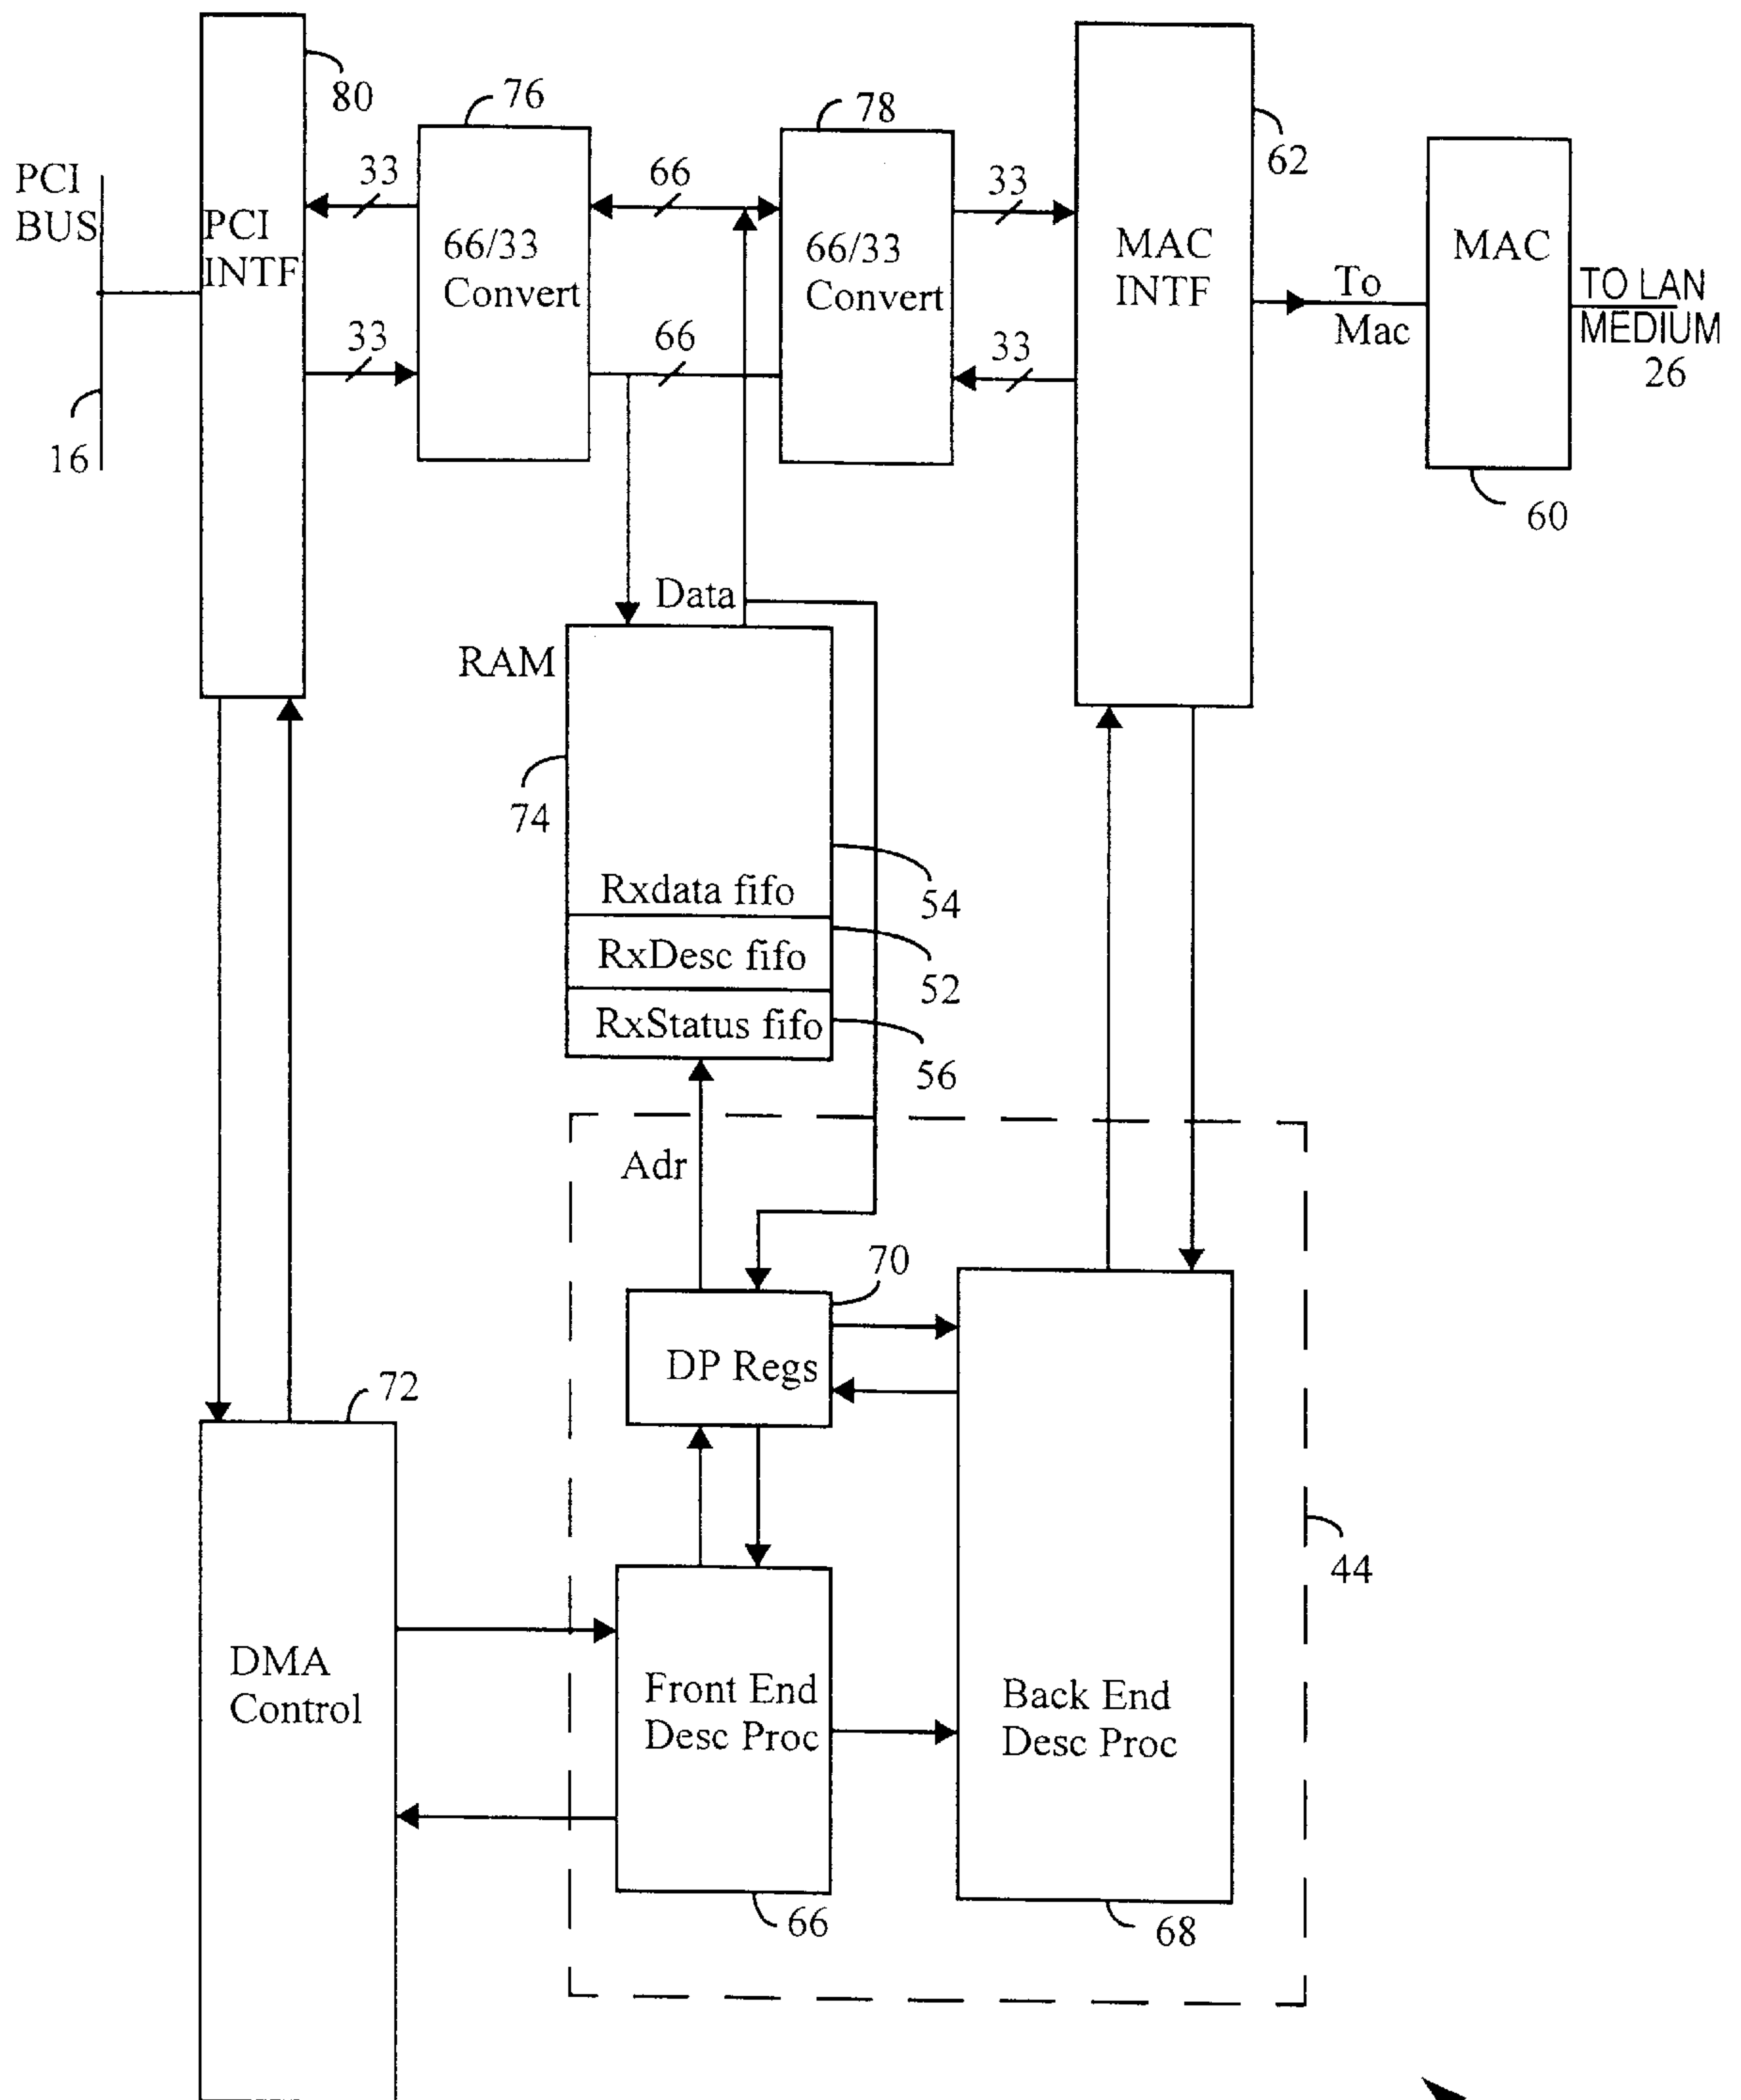 80
76
78
62
PCI
BUS
PCI
INTF
33
66
33
66/33
Convert
66/33
Convert
MAC
INTF
MAC
To
Mac
TO LAN
MEDIUM
26
33
66
33
16
60
Data
RAM
74
Rxdata fifo
54
RxDesc fifo
52
RxStatus fifo
56
Adr
70
DP Regs
72
44
DMA
Control
Front End
Desc Proc
Back End
Desc Proc
66
68